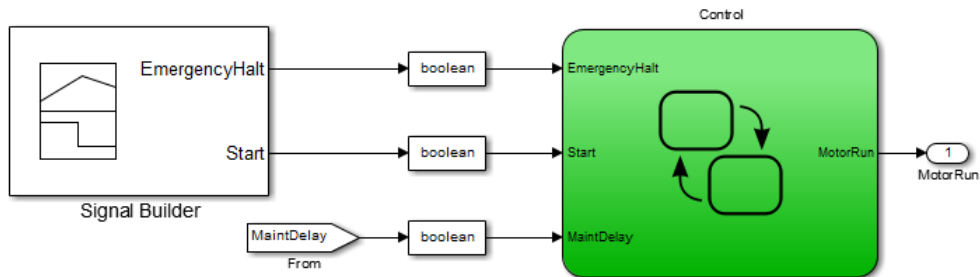 Control
EmergencyHalt
boolean
EmergencyHalt
Start
boolean
Start
MotorRun
1
MotorRun
Signal Builder
MaintDelay
boolean
MaintDelay
From